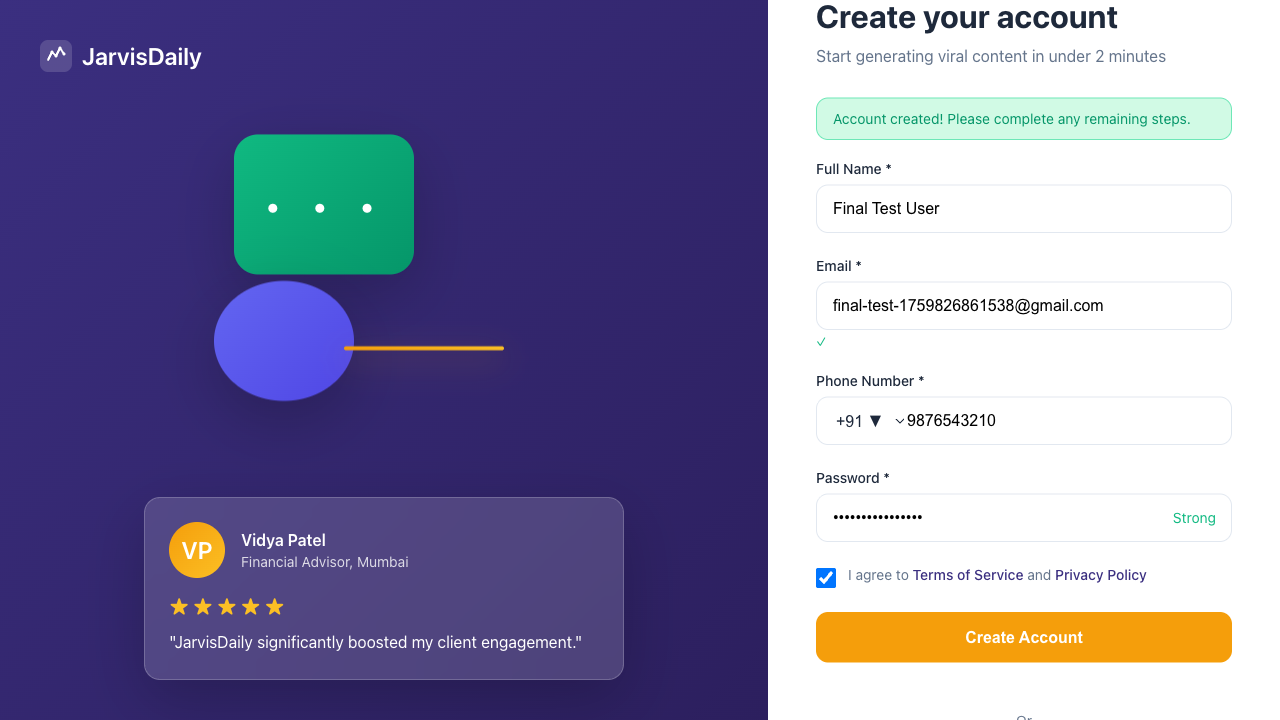 JarvisDaily
VP
Vidya Patel
Financial Advisor, Mumbai
"JarvisDaily significantly boosted my client engagement."
Create your account
Start generating viral content in under 2 minutes
Account created! Please complete any remaining steps.
Full Name *
Final Test User
Email *
final-test-1759826861538@gmail.com
Phone Number *
+91 ▼ 9876543210
Password *
•••••••••••••••• Strong
I agree to Terms of Service and Privacy Policy
Create Account
Or